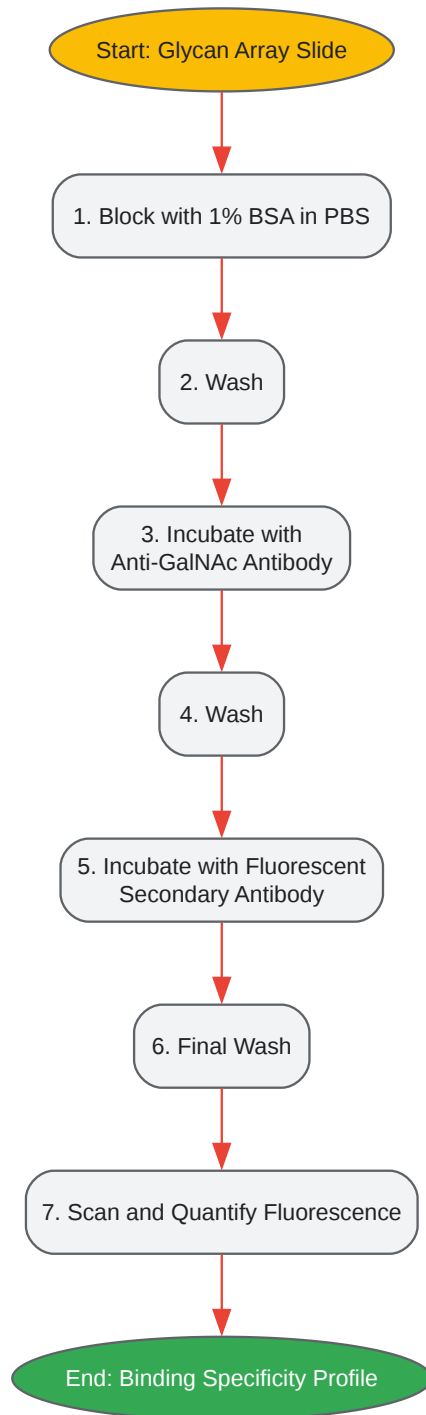 Start: Glycan Array Slide
1. Block with 1% BSA in PBS
2. Wash
3. Incubate with
Anti-GalNAc Antibody
4. Wash
5. Incubate with Fluorescent
Secondary Antibody
6. Final Wash
7. Scan and Quantify Fluorescence
End: Binding Specificity Profile